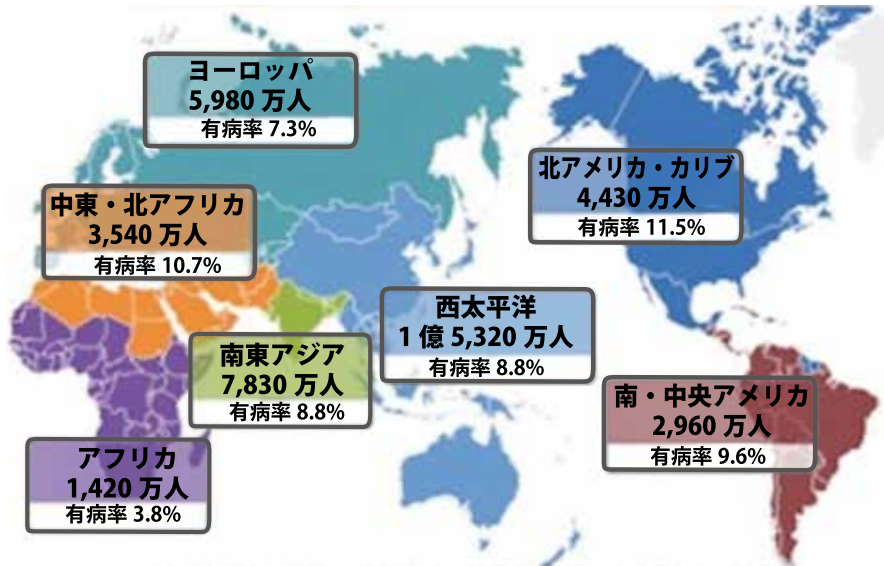 ヨーロッパ
5,980 万人
有病率 7.3%
北アメリカ・カリブ
4,430 万人
有病率 11.5%
中東・北アフリカ
3,540 万人
有病率 10.7%
西太平洋
1 億 5,320 万人
有病率 8.8%
南東アジア
7,830 万人
有病率 8.8%
南・中央アメリカ
2,960 万人
有病率 9.6%
アフリカ
1,420 万人
有病率 3.8%